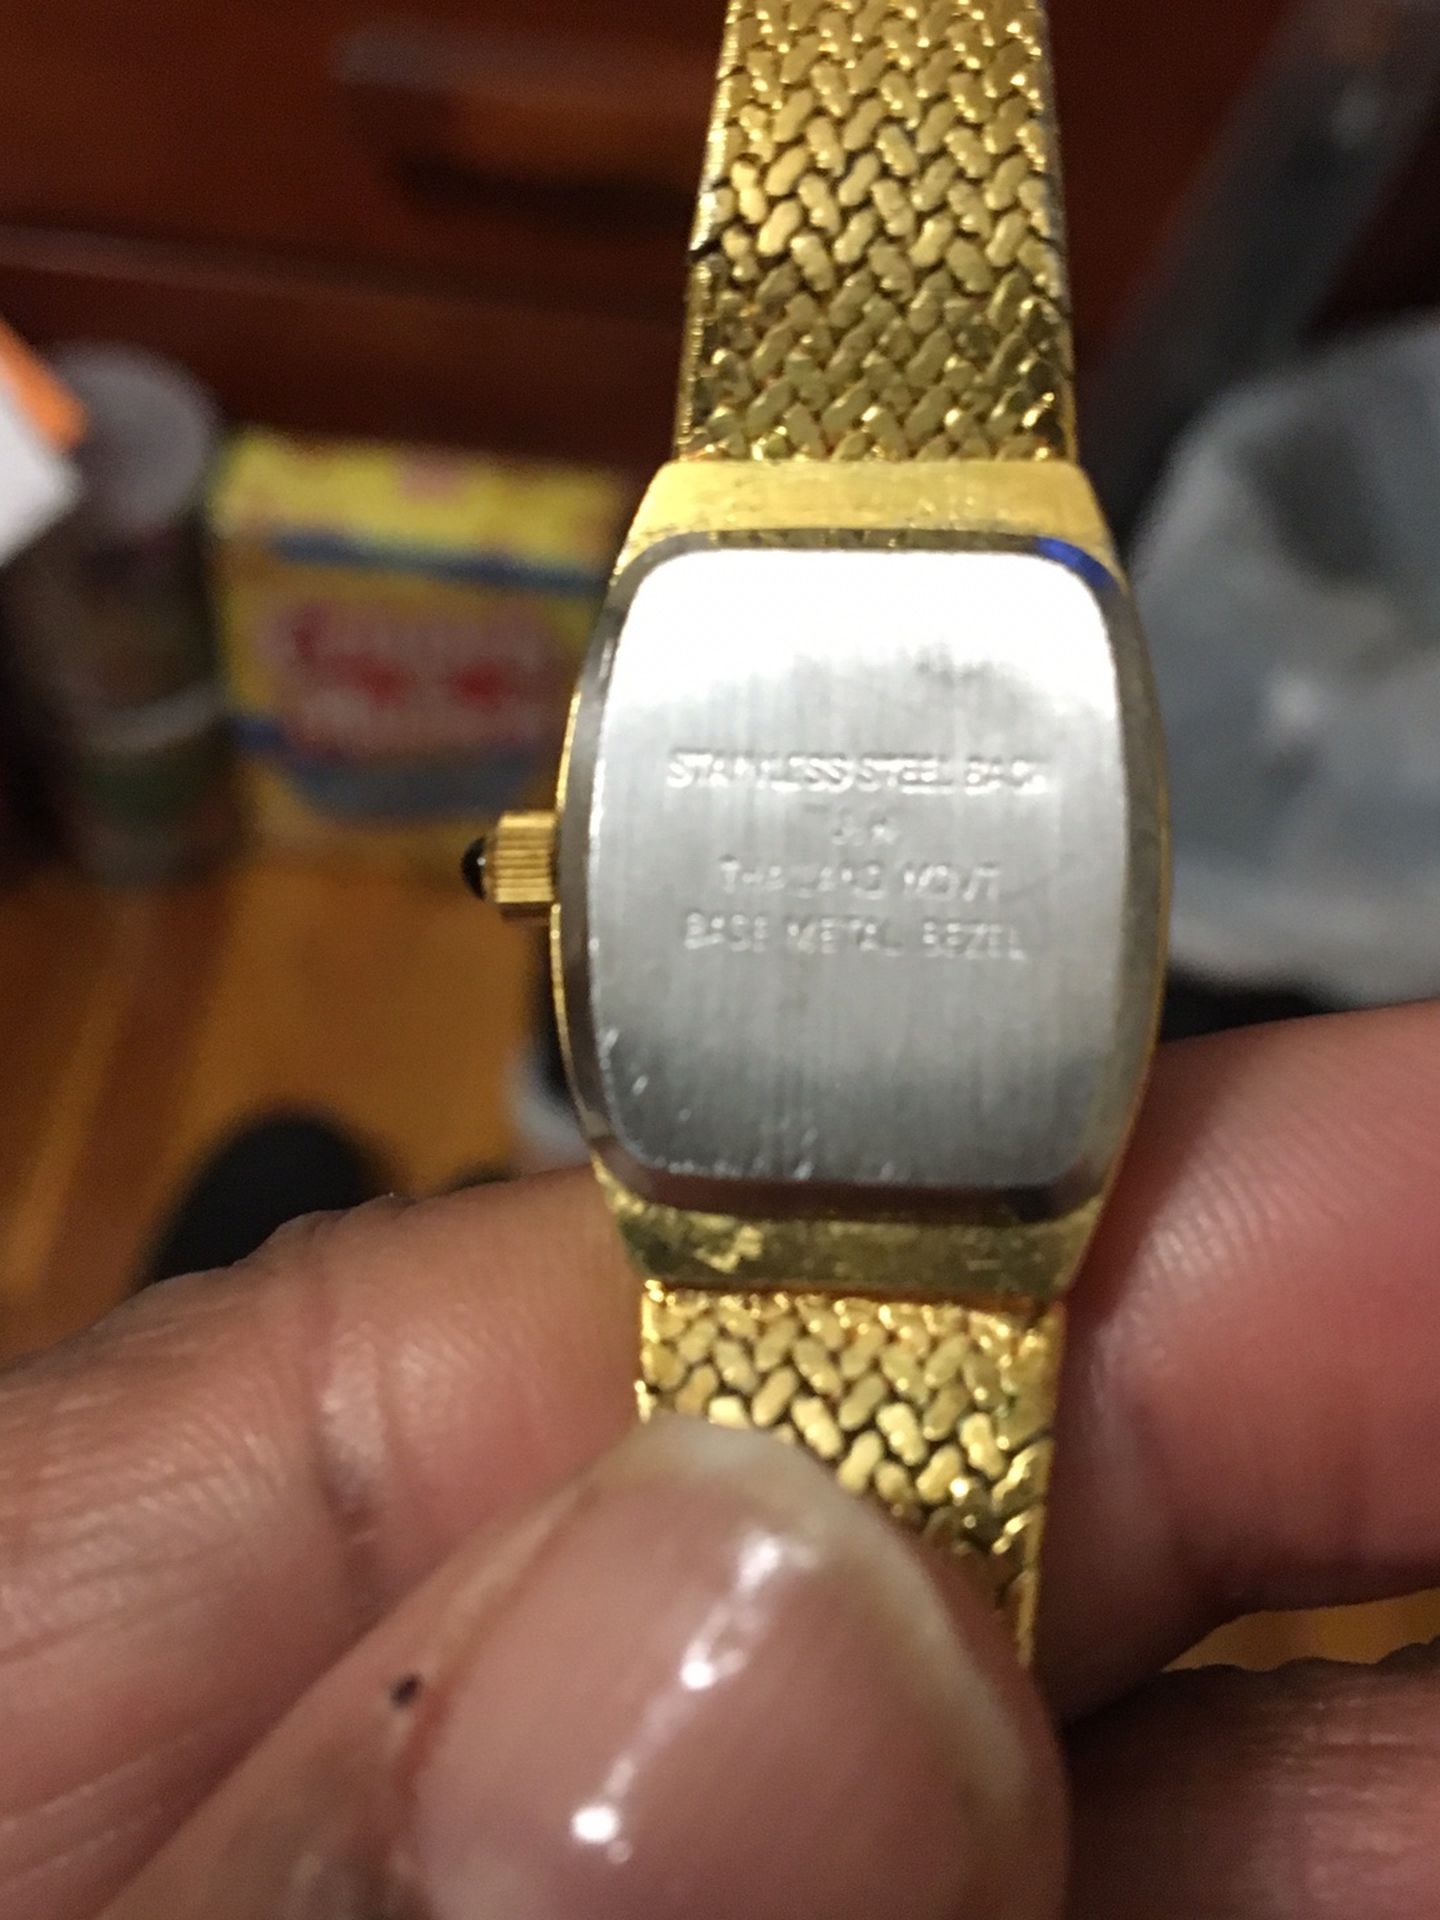 STAINLESS STEEL BACK
THAILAND MOVT
BASE METAL BEZEL